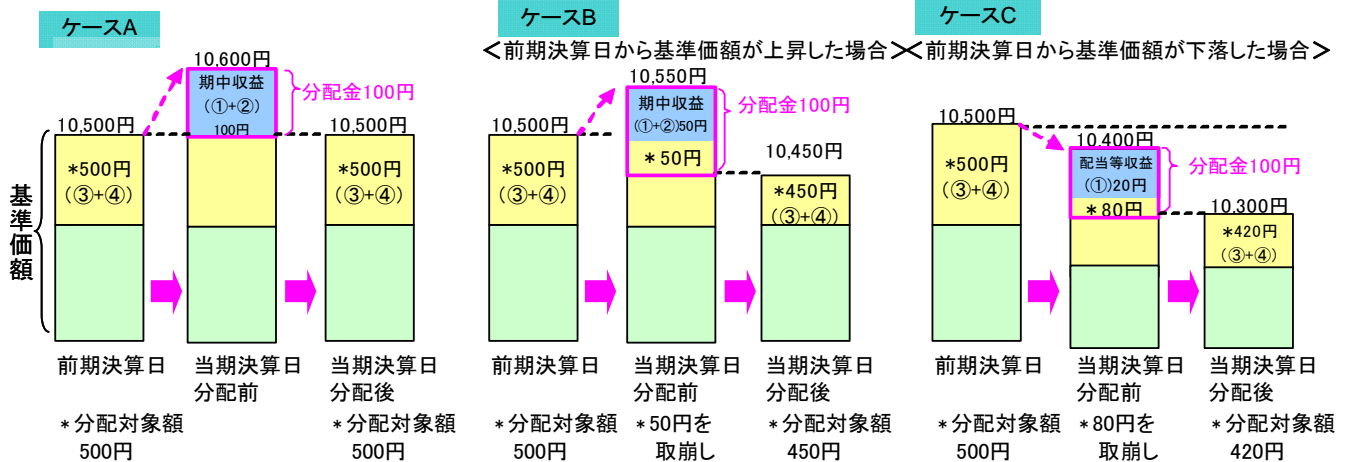 ケースA
10,600円
期中収益
(①+②)
100円
分配金100円
10,500円
10,500円
*500円
(③+④)
*500円
(③+④)
基準価額
前期決算日
当期決算日
分配前
当期決算日
分配後
*分配対象額
500円
*分配対象額
500円
ケースB
<前期決算日から基準価額が上昇した場合>
10,550円
期中収益
(①+②)50円
*50円
分配金100円
10,500円
10,450円
*500円
(③+④)
*450円
(③+④)
前期決算日
当期決算日
分配前
当期決算日
分配後
*分配対象額
500円
*50円を
取崩し
*分配対象額
450円
ケースC
<前期決算日から基準価額が下落した場合>
10,500円
10,400円
配当等収益
(①)20円
*80円
分配金100円
10,300円
*500円
(③+④)
*420円
(③+④)
前期決算日
当期決算日
分配前
当期決算日
分配後
*分配対象額
500円
*80円を
取崩し
*分配対象額
420円